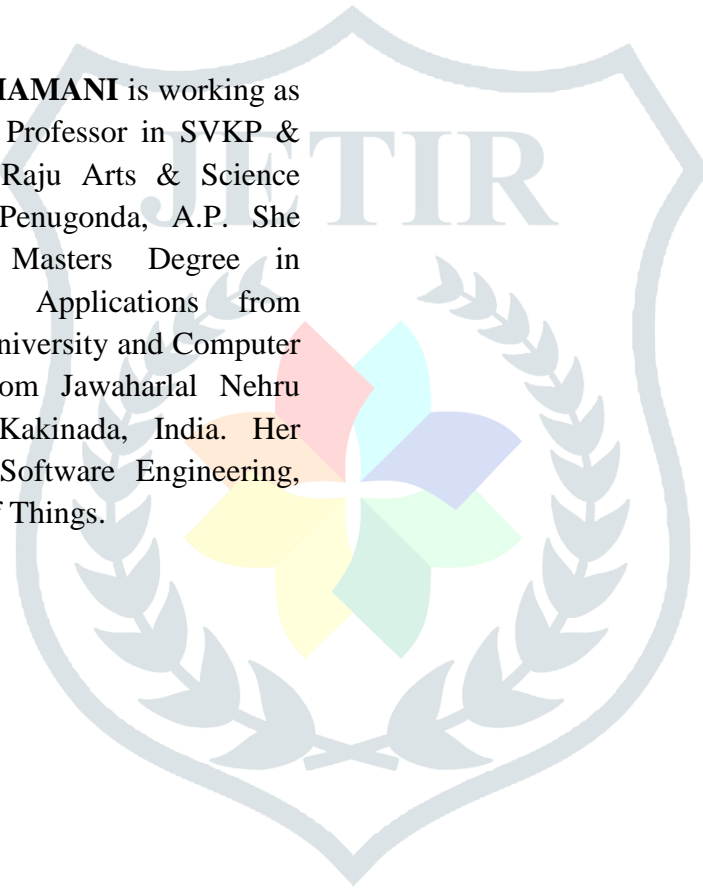 JETIR
IAMANI is working as
Professor in SVKP &
Raju Arts & Science
Penugonda, A.P. She
Masters Degree in
Applications from
niversity and Computer
om Jawaharlal Nehru
Kakinada, India. Her
Software Engineering,
f Things.